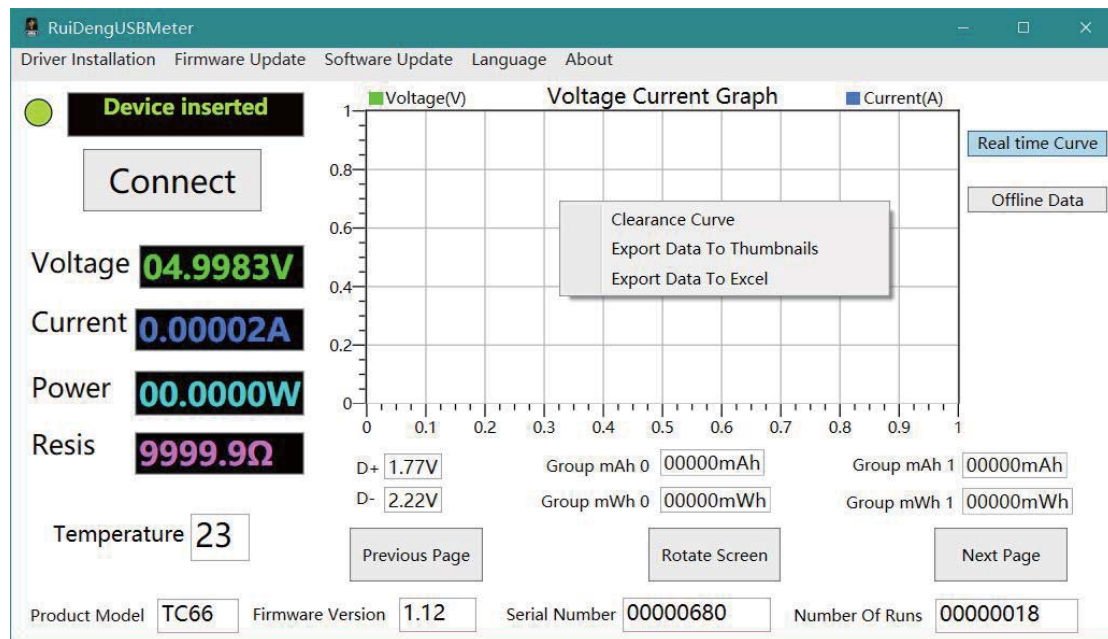 RuiDengUSBMeter
Driver Installation Firmware Update Software Update Language About
Device inserted
Connect
Voltage 04.9983V
Current 0.00002A
Power 00.0000W
Resis 9999.9Ω
Temperature 23
Voltage(V) Voltage Current Graph Current(A)
1
0.8
0.6
0.4
0.2
0
0 0.1 0.2 0.3 0.4 0.5 0.6 0.7 0.8 0.9 1
Clearance Curve
Export Data To Thumbnails
Export Data To Excel
Real time Curve
Offline Data
D+ 1.77V Group mAh 0 00000mAh Group mAh 1 00000mAh
D- 2.22V Group mWh 0 00000mWh Group mWh 1 00000mWh
Previous Page Rotate Screen Next Page
Product Model TC66 Firmware Version 1.12 Serial Number 00000680 Number Of Runs 00000018